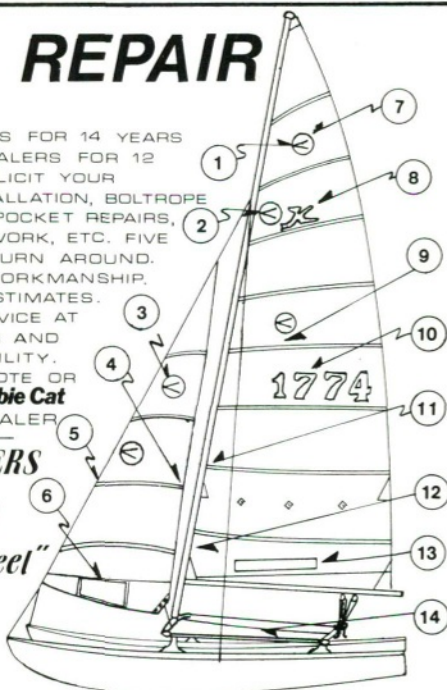 REPAIR
S FOR 14 YEARS
ALERS FOR 12
LICIT YOUR
ALLATION, BOLTROPE
POCKET REPAIRS,
WORK, ETC. FIVE
URN AROUND.
ORKMANSHIP.
STIMATES.
VICE AT
AND
ILITY.
OTE OR
bie Cat
ALER
ERS
eel"
1
2
3
4
5
6
7
8
9
10
11
12
13
14
1774